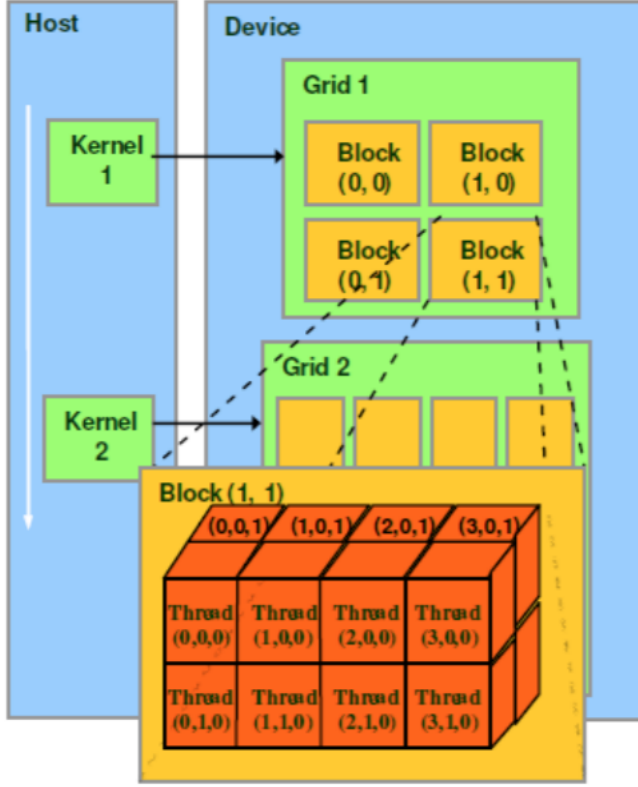 Host
Device
Grid 1
Kernel
1
Block
(0, 0)
Block
(1, 0)
Block
(0, 1)
Block
(1, 1)
Grid 2
Kernel
2
Block (1, 1)
(0,0,1) (1,0,1) (2,0,1) (3,0,1)
Thread
(0,0,0)
Thread
(1,0,0)
Thread
(2,0,0)
Thread
(3,0,0)
Thread
(0,1,0)
Thread
(1,1,0)
Thread
(2,1,0)
Thread
(3,1,0)